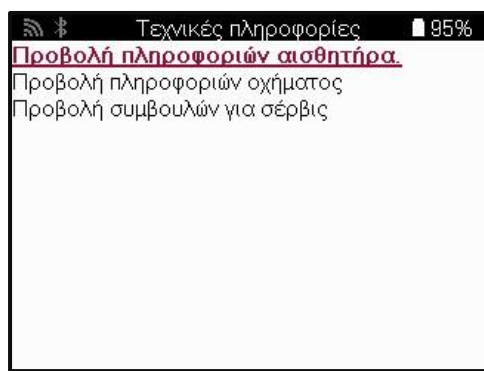 Τεχνικές πληροφορίες 95%
Προβολή πληροφοριών αισθητήρα.
Προβολή πληροφοριών οχήματος
Προβολή συμβουλών για σέρβις